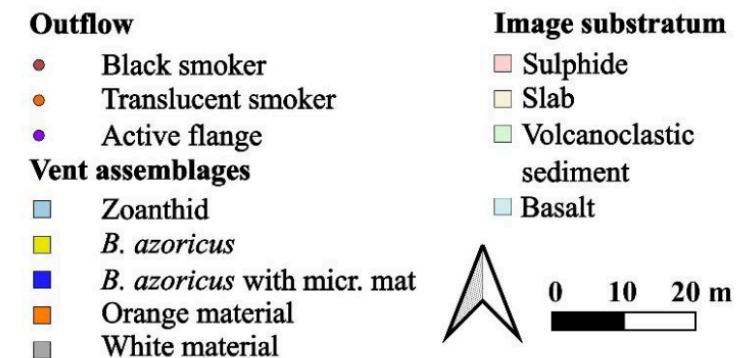 Outflow
Black smoker
Translucent smoker
Active flange
Vent assemblages
Zoanthid
B. azoricus
B. azoricus with micr. mat
Orange material
White material
Image substratum
Sulphide
Slab
Volcanoclastic
sediment
Basalt
0 10 20 m